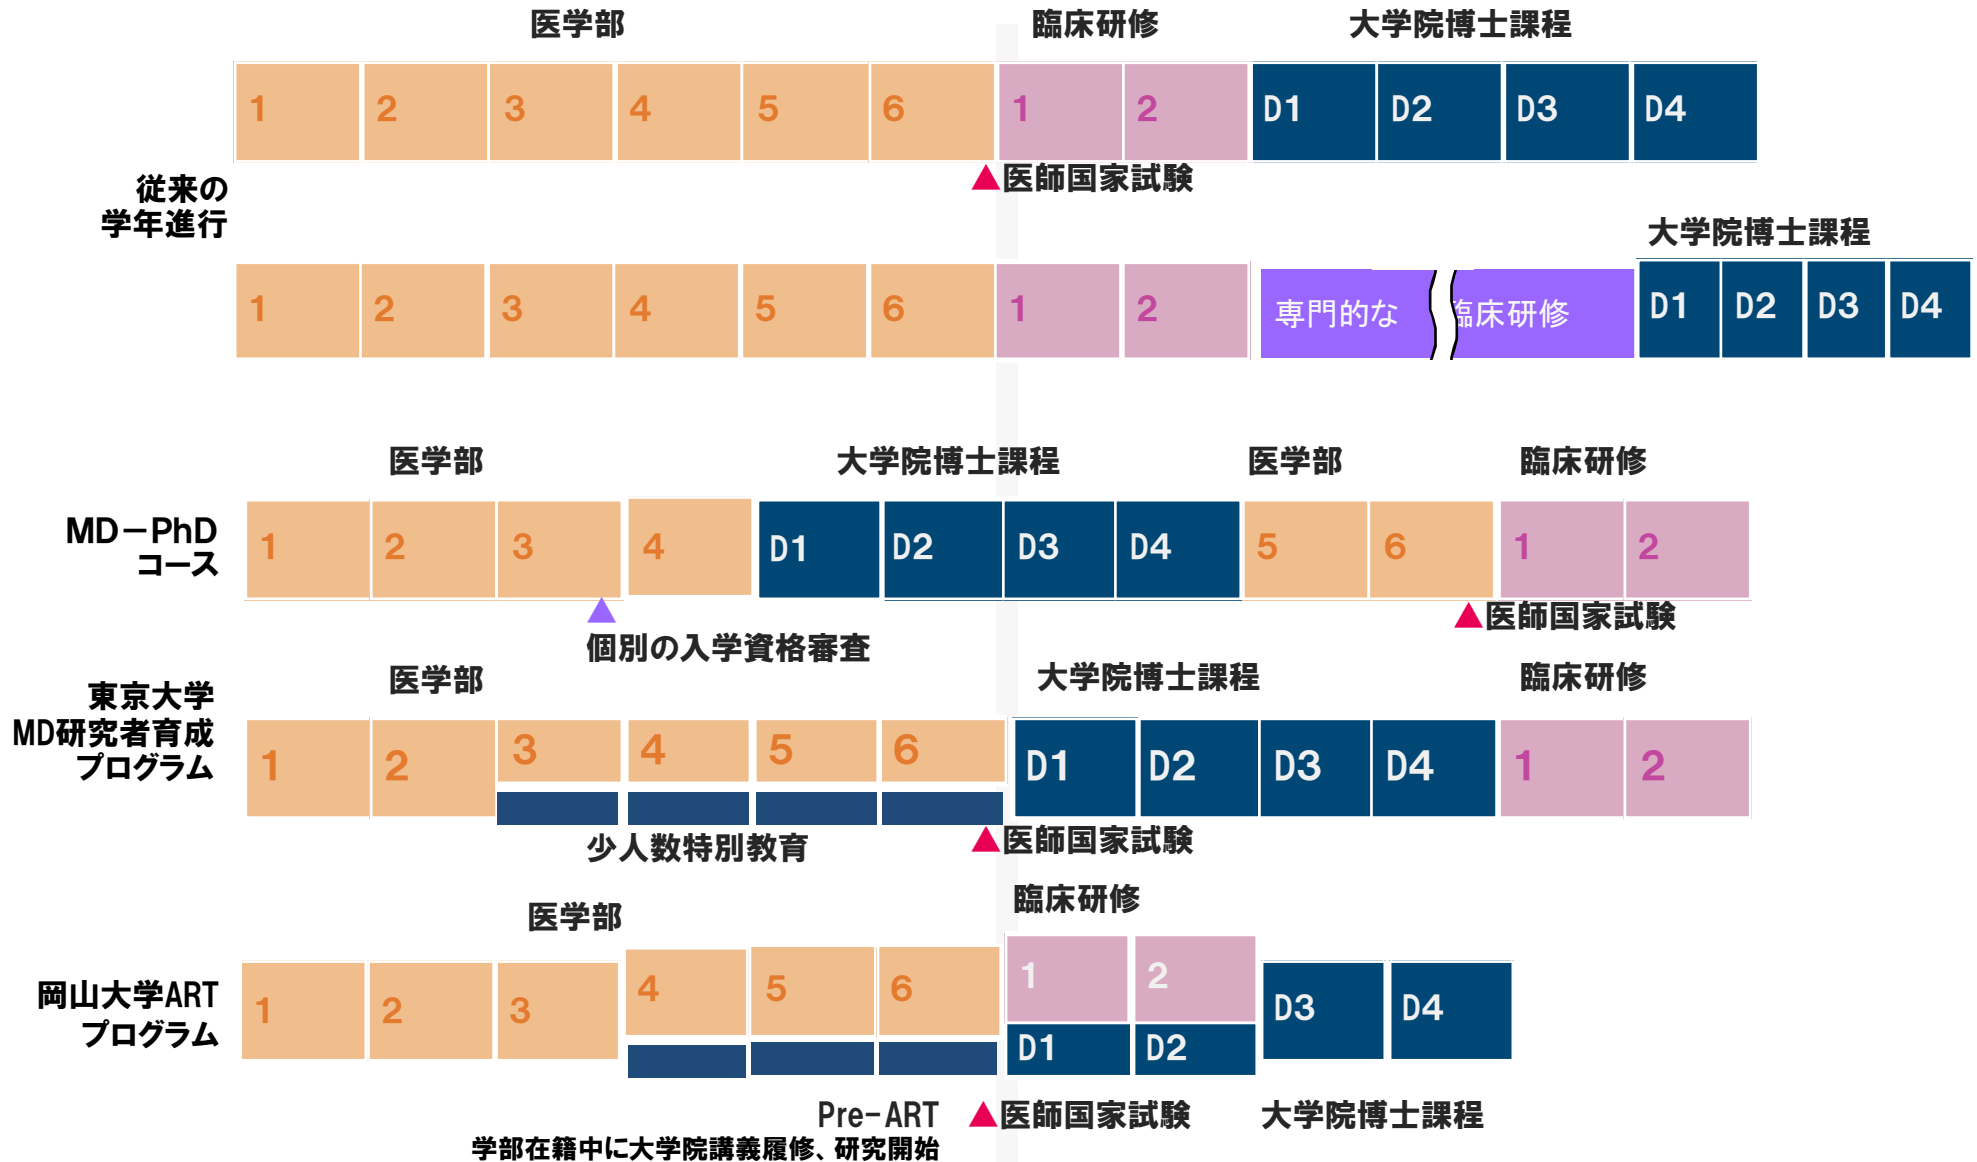 医学部 臨床研修 大学院博士課程
1 2 3 4 5 6 1 2 D1 D2 D3 D4
▲医師国家試験
従来の
学年進行
大学院博士課程
1 2 3 4 5 6 1 2 専門的な 臨床研修 D1 D2 D3 D4
医学部 大学院博士課程 医学部 臨床研修
MD－PhD
コース
1 2 3 4 D1 D2 D3 D4 5 6 1 2
▲医師国家試験
個別の入学資格審査
医学部 大学院博士課程 臨床研修
東京大学
MD研究者育成
プログラム
1 2 3 4 5 6 D1 D2 D3 D4 1 2
少人数特別教育 ▲医師国家試験
医学部 臨床研修
岡山大学ART
プログラム
1 2 3 4 5 6 1 2 D3 D4
D1 D2
Pre−ART ▲医師国家試験 大学院博士課程
学部在籍中に大学院講義履修、研究開始